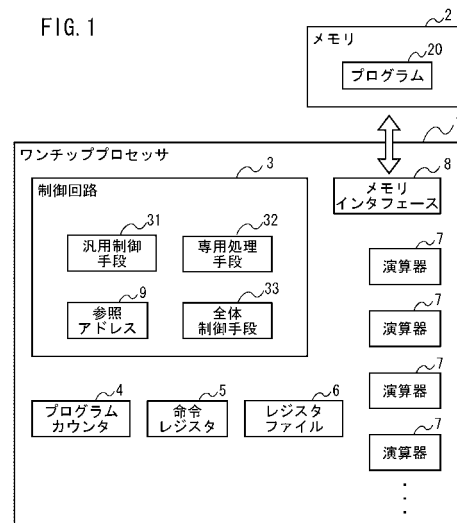 FIG. 1
2
メモリ
20
プログラム
ワンチッププロセッサ
3
8
制御回路
メモリ
インタフェース
31
汎用制御
手段
32
専用処理
手段
9
参照
アドレス
33
全体
制御手段
7
演算器
7
演算器
7
演算器
7
演算器
4
プログラム
カウンタ
5
命令
レジスタ
6
レジスタ
ファイル